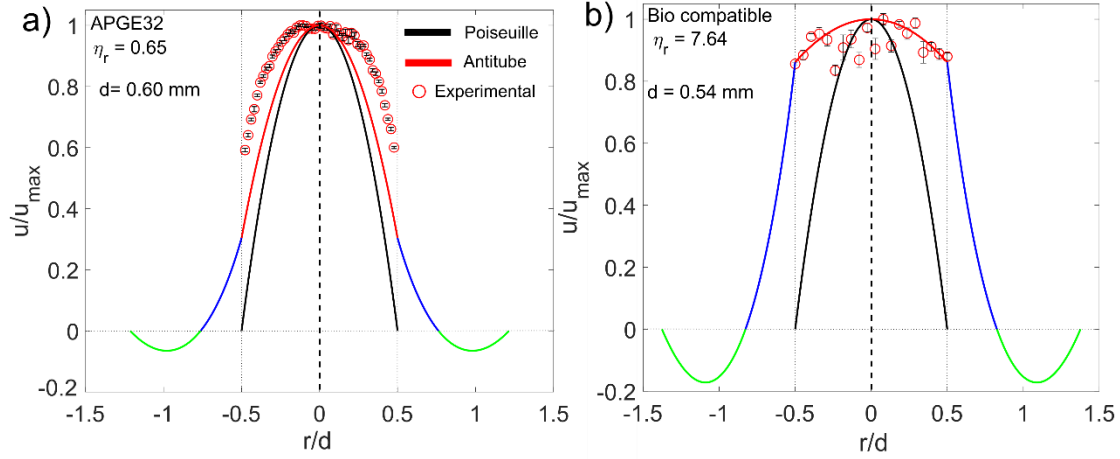 a)
APGE32
ηr = 0.65
d= 0.60 mm
Poiseuille
Antitube
Experimental
u/umax
1
0.8
0.6
0.4
0.2
0
-0.2
-1.5
-1
-0.5
0
0.5
1
1.5
r/d
b)
Bio compatible
ηr = 7.64
d = 0.54 mm
u/umax
1
0.8
0.6
0.4
0.2
0
-0.2
-1
-0.5
0
0.5
1
1.5
r/d